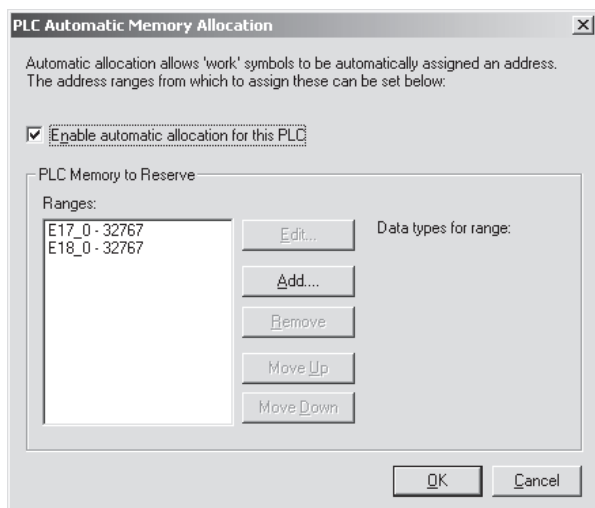 PLC Automatic Memory Allocation
Automatic allocation allows 'work' symbols to be automatically assigned an address.
The address ranges from which to assign these can be set below:
Enable automatic allocation for this PLC
PLC Memory to Reserve
Ranges:
E17_0 - 32767
E18_0 - 32767
Edit...
Add....
Remove
Move Up
Move Down
Data types for range:
OK
Cancel